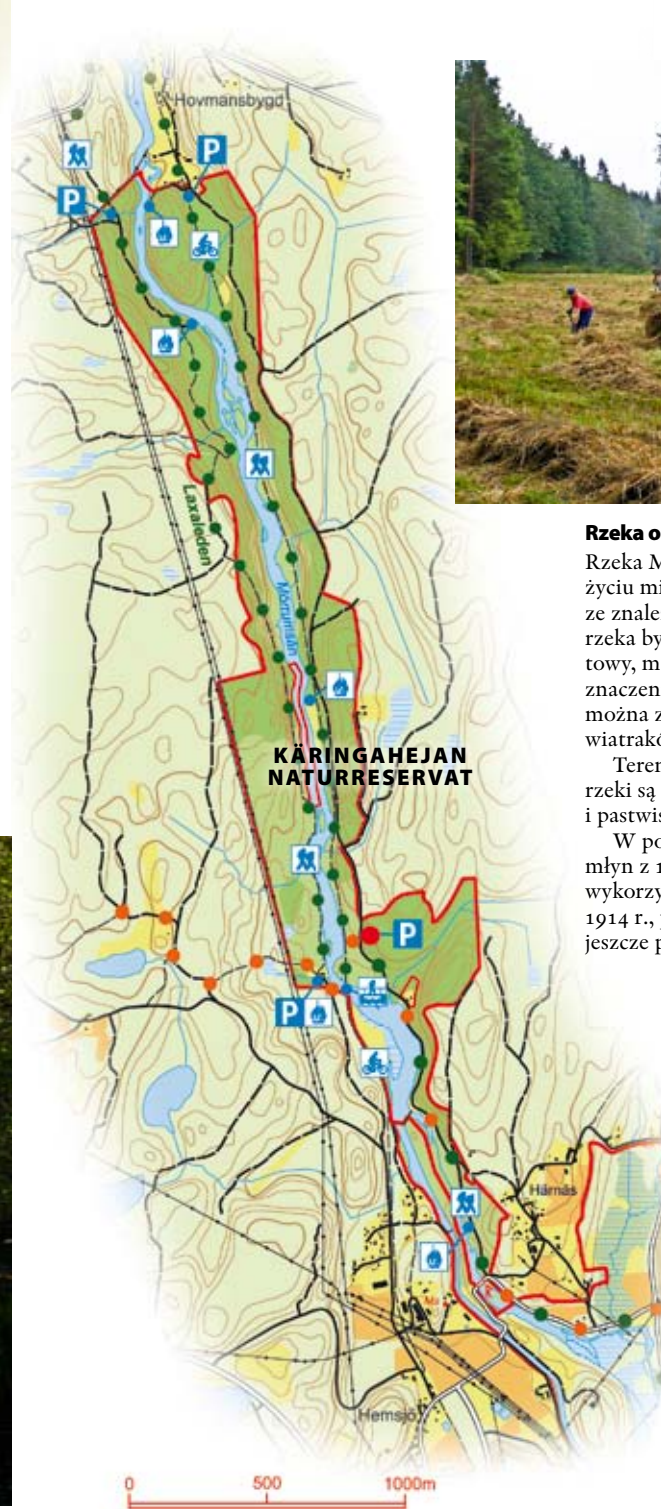 Hovmansbygd
P
P
Laxaleden
Mörrumsån
KÄRINGAHEJAN
NATURRESERVAT
P
P
Härnäs
Hemsjö
0 500 1000m
Rzeka o
Rzeka M
życiu mi
ze znale
rzeka by
towy, m
znaczen
można z
wiatrakó
Teren
rzeki są
i pastwis
W po
młyn z 1
wykorzy
1914 r.,
jeszcze p